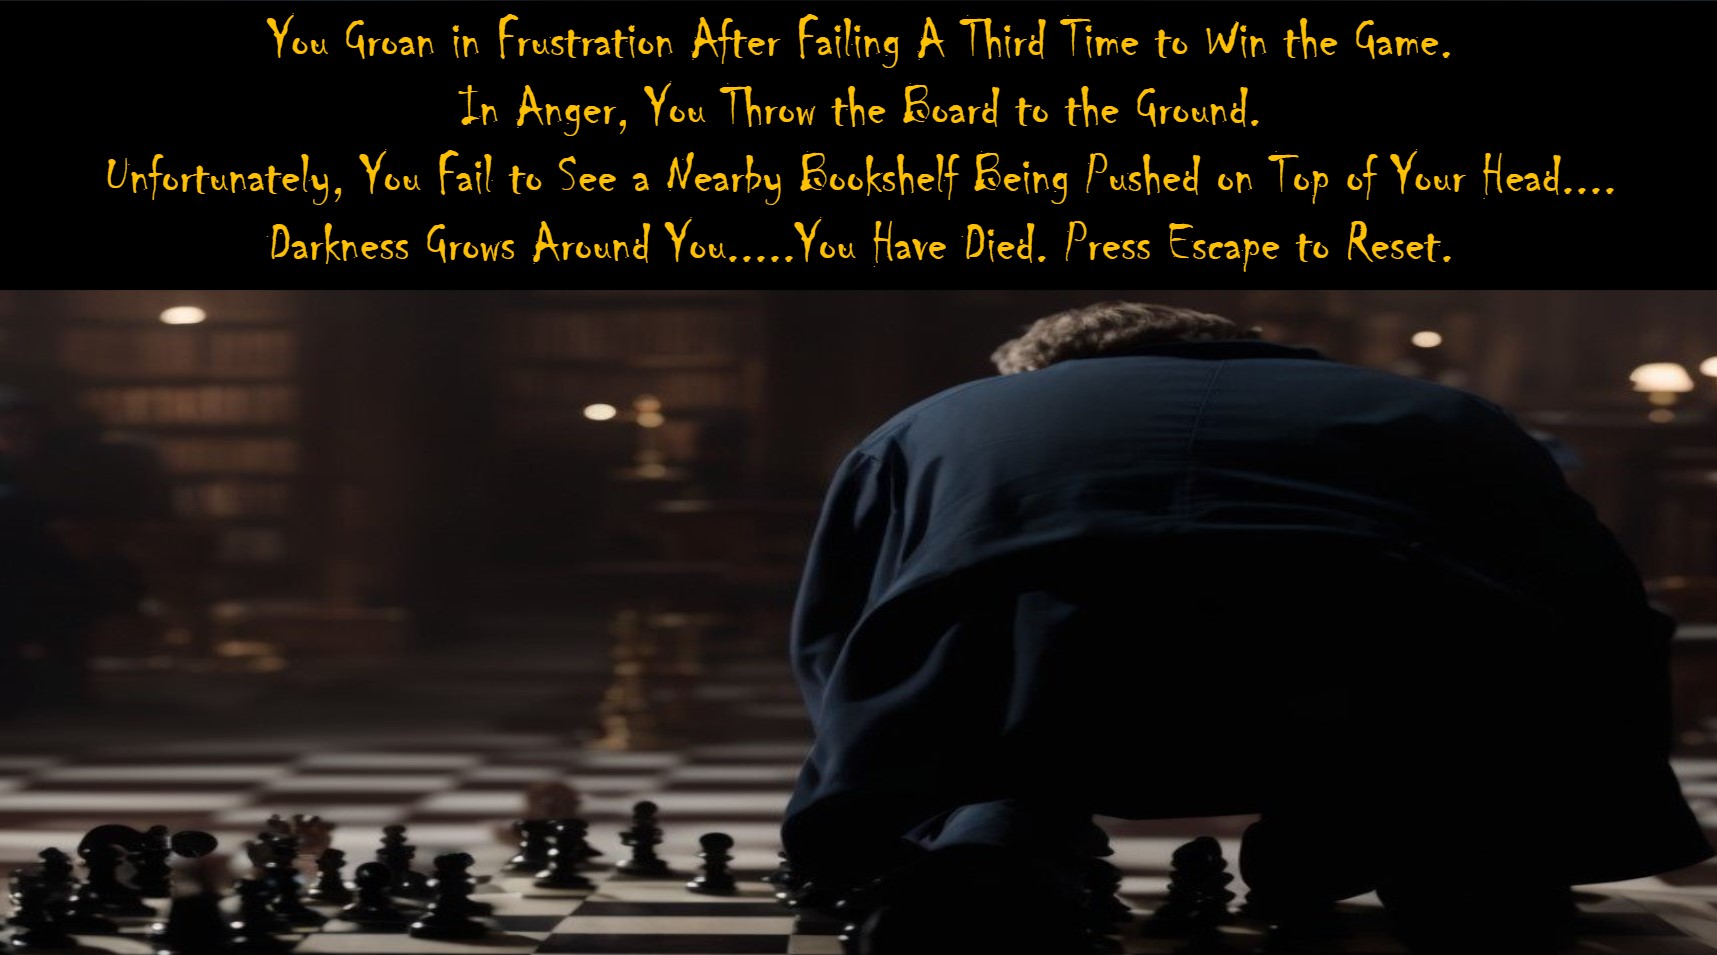 You Groan in Frustration After Failing A Third Time to Win the Game.
In Anger, You Throw the Board to the Ground.
Unfortunately, You Fail to See a Nearby Bookshelf Being Pushed on Top of Your Head....
Darkness Grows Around You.....You Have Died. Press Escape to Reset.